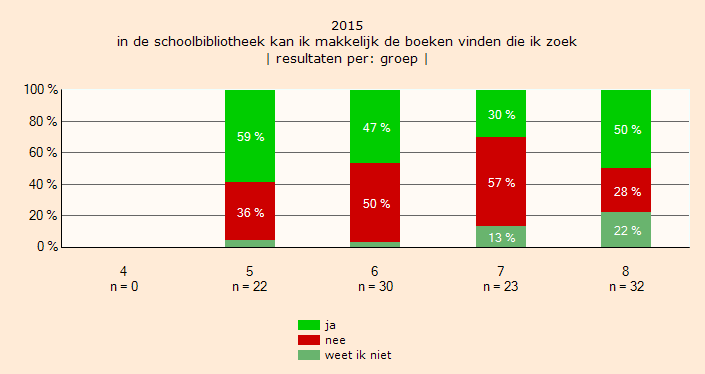 2015
in de schoolbibliotheek kan ik makkelijk de boeken vinden die ik zoek
| resultaten per: groep |
100 %
80 %
60 %
40 %
20 %
0 %
59 %
36 %
47 %
50 %
30 %
57 %
13 %
50 %
28 %
22 %
4
n = 0
5
n = 22
6
n = 30
7
n = 23
8
n = 32
ja
nee
weet ik niet